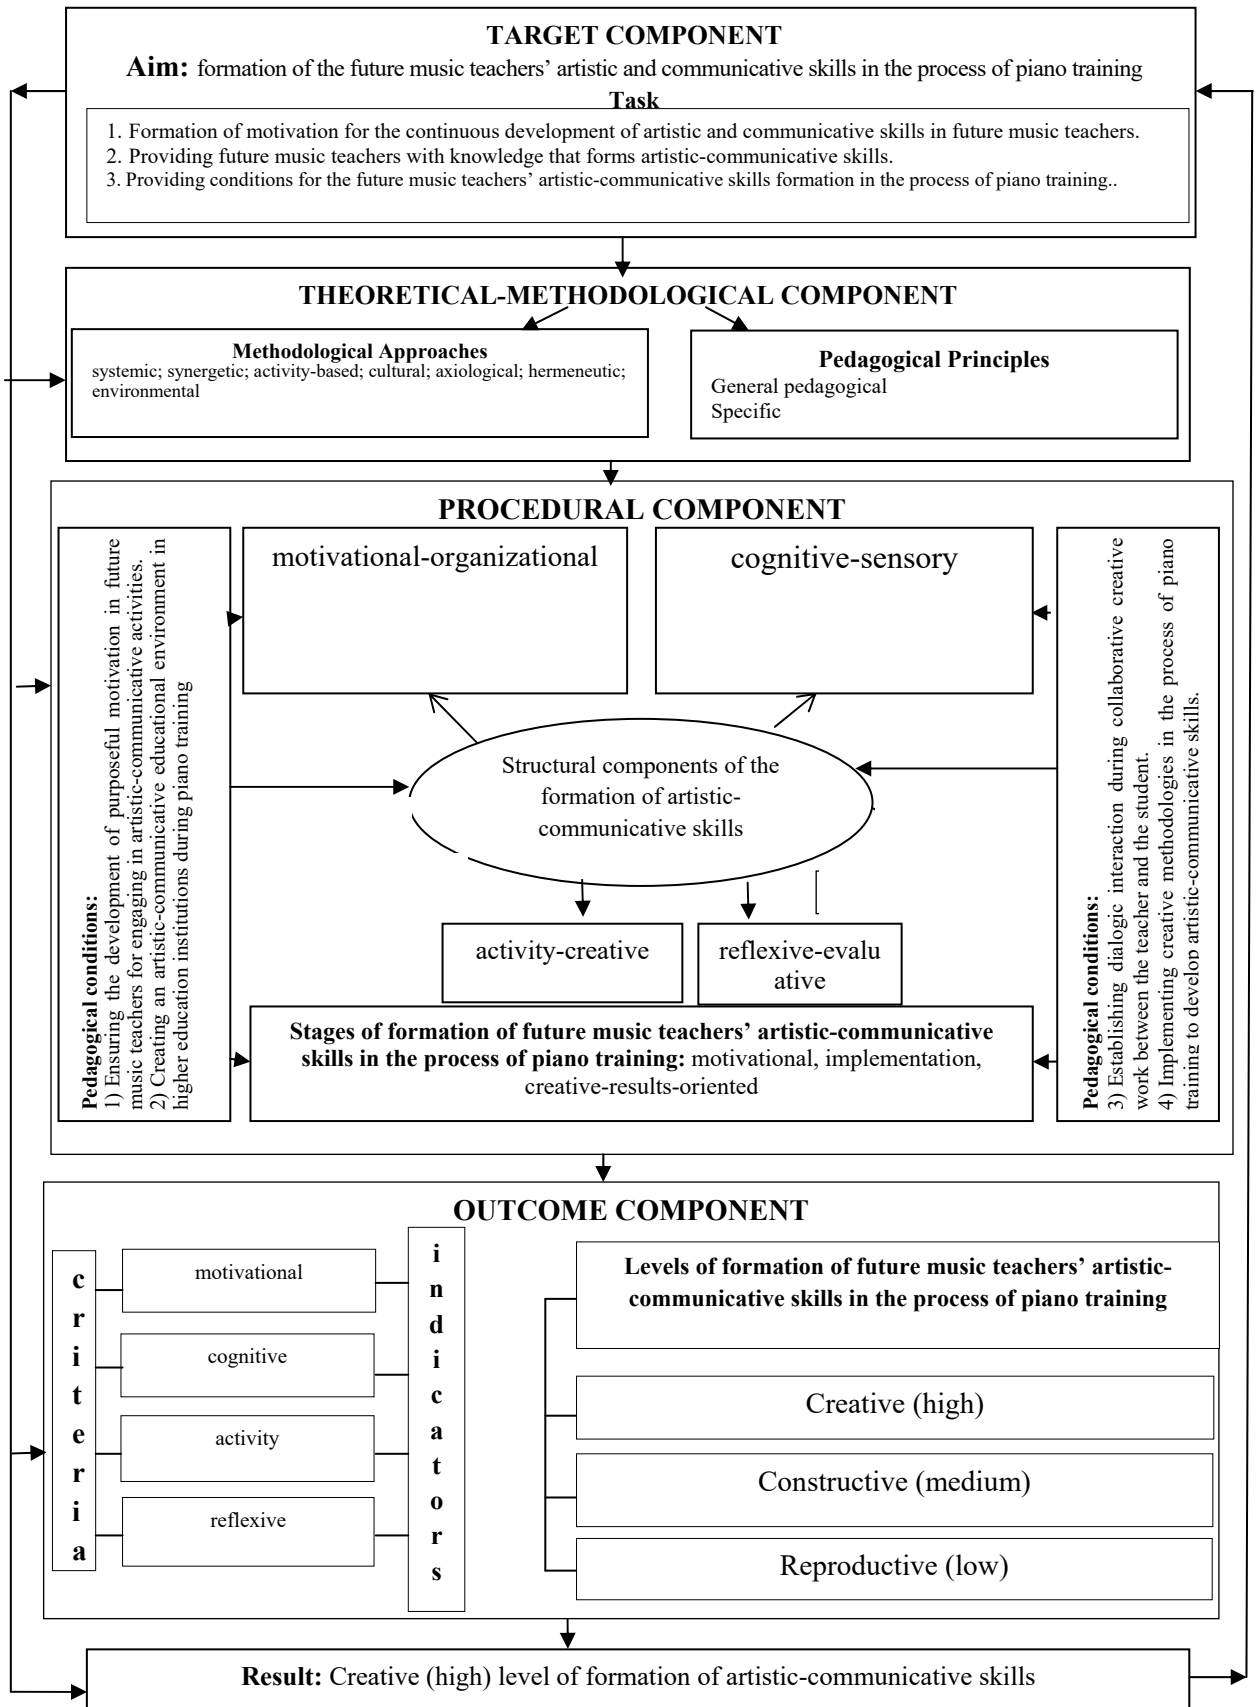 TARGET COMPONENT
Aim: formation of the future music teachers’ artistic and communicative skills in the process of piano training
Task
1. Formation of motivation for the continuous development of artistic and communicative skills in future music teachers.
2. Providing future music teachers with knowledge that forms artistic-communicative skills.
3. Providing conditions for the future music teachers’ artistic-communicative skills formation in the process of piano training..
THEORETICAL-METHODOLOGICAL COMPONENT
Methodological Approaches
systemic; synergetic; activity-based; cultural; axiological; hermeneutic;
environmental
Pedagogical Principles
General pedagogical
Specific
PROCEDURAL COMPONENT
Pedagogical conditions:
1) Ensuring the development of purposeful motivation in future
music teachers for engaging in artistic-communicative activities.
2) Creating an artistic-communicative educational environment in
higher education institutions during piano training
motivational-organizational
cognitive-sensory
Structural components of the
formation of artistic-
communicative skills
activity-creative
reflexive-evalu
ative
Stages of formation of future music teachers’ artistic-communicative
skills in the process of piano training: motivational, implementation,
creative-results-oriented
Pedagogical conditions:
3) Establishing dialogic interaction during collaborative creative
work between the teacher and the student.
4) Implementing creative methodologies in the process of piano
training to develop artistic-communicative skills.
OUTCOME COMPONENT
criteria
motivational
cognitive
activity
reflexive
indicators
Levels of formation of future music teachers’ artistic-
communicative skills in the process of piano training
Creative (high)
Constructive (medium)
Reproductive (low)
Result: Creative (high) level of formation of artistic-communicative skills